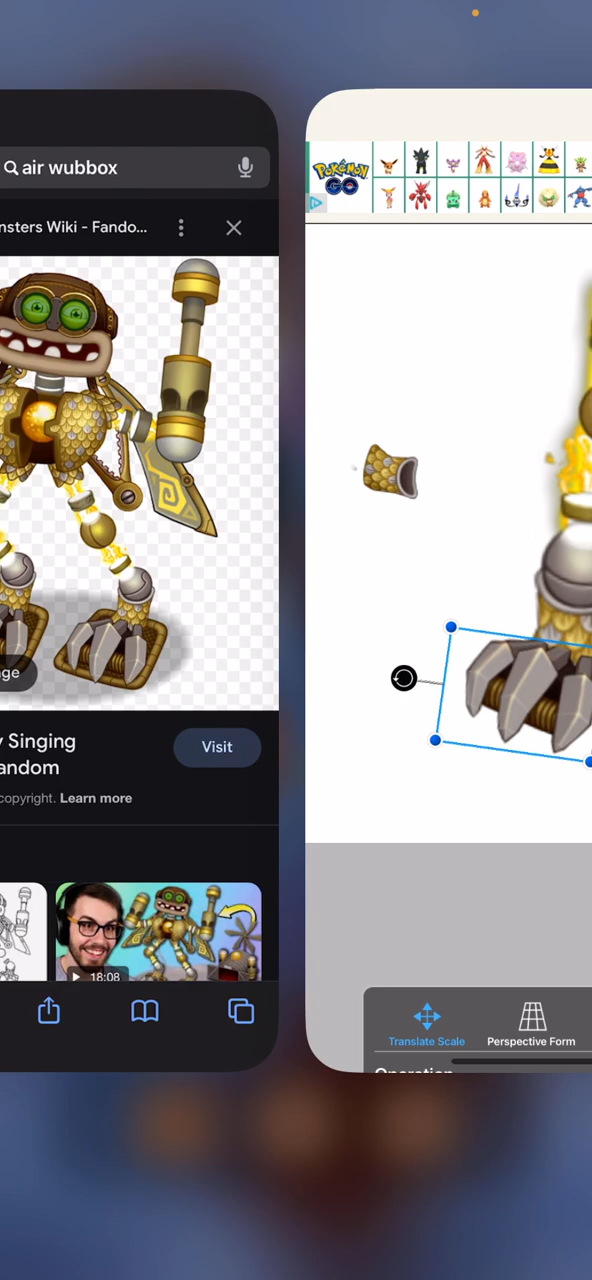 air wubbox
nsters Wiki - Fando...
ge
y Singing
andom
Visit
copyright. Learn more
18:08
Pokémon
GO
Translate Scale
Perspective Form
Operation